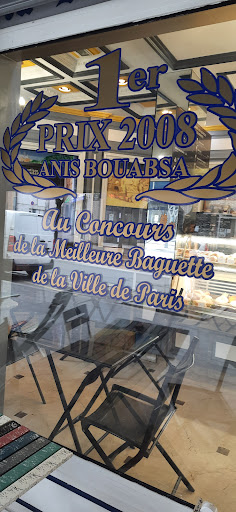 1er
PRIX 2008
ANIS BOUABSA
Au Concours
de la Meilleure Baguette
de la Ville de Paris